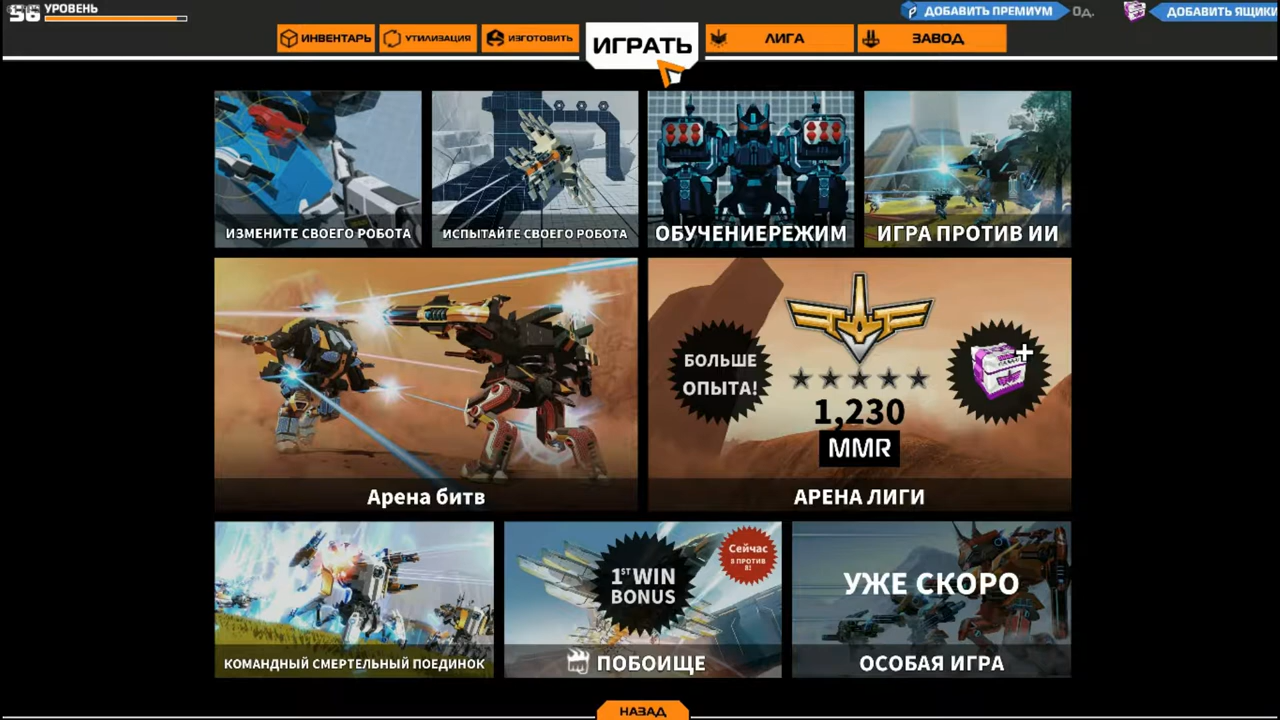 56 УРОВЕНЬ
ДОБАВИТЬ ПРЕМИУМ 0д. ДОБАВИТЬ ЯЩИКИ
ИНВЕНТАРЬ УТИЛИЗАЦИЯ ИЗГОТОВИТЬ ИГРАТЬ ЛИГА ЗАВОД
ИЗМЕНИТЕ СВОЕГО РОБОТА
ИСПЫТАЙТЕ СВОЕГО РОБОТА
ОБУЧЕНИЕРЕЖИМ
ИГРА ПРОТИВ ИИ
Арена битв
БОЛЬШЕ
ОПЫТА!
1,230
MMR
АРЕНА ЛИГИ
КОМАНДНЫЙ СМЕРТЕЛЬНЫЙ ПОЕДИНОК
1ST WIN
BONUS
Сейчас
8 ПРОТИВ
8!
ПОБОИЩЕ
УЖЕ СКОРО
ОСОБАЯ ИГРА
НАЗАД